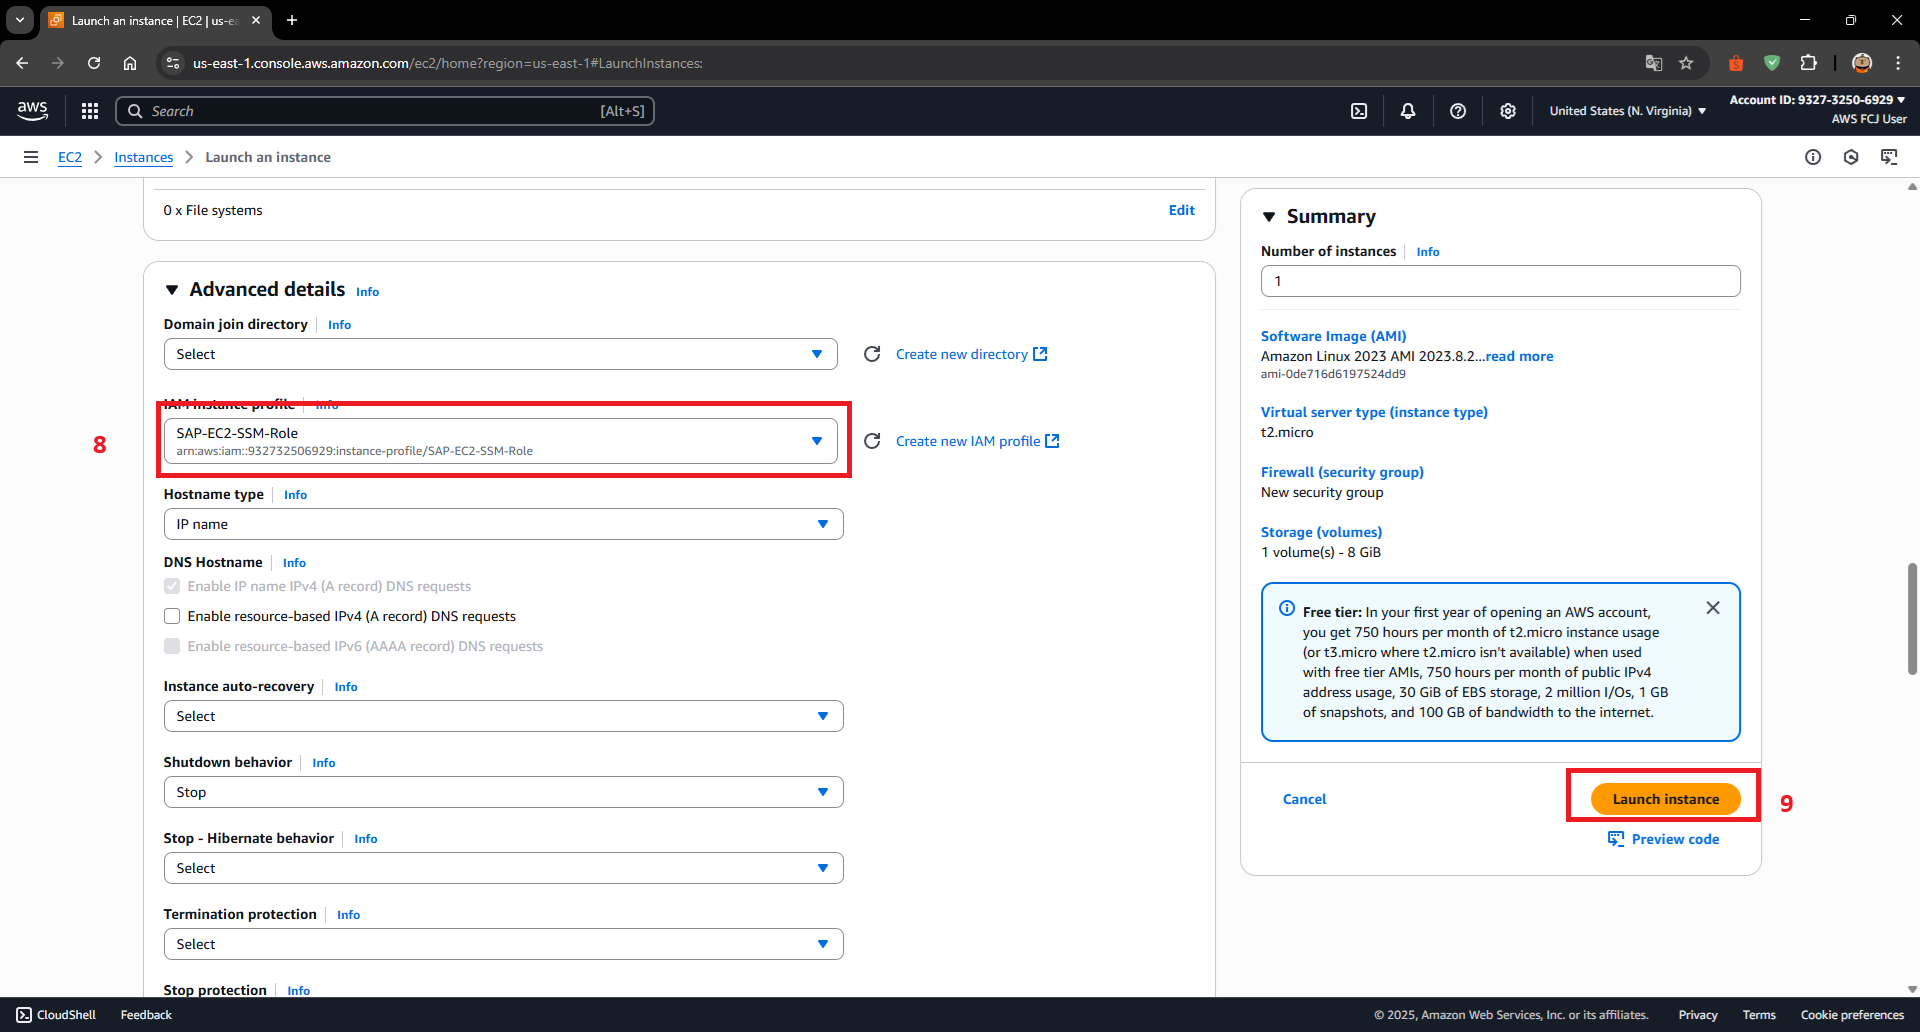 Launch an instance | EC2 | us-ea
us-east-1.console.aws.amazon.com/ec2/home?region=us-east-1#LaunchInstances:
aws
Search [Alt+S]
United States (N. Virginia)
Account ID: 9327-3250-6929
AWS FCJ User
EC2 > Instances > Launch an instance
0 x File systems
Edit
Advanced details Info
Domain join directory Info
Select
Create new directory
IAM instance profile Info
8
SAP-EC2-SSM-Role
arn:aws:iam::932732506929:instance-profile/SAP-EC2-SSM-Role
Create new IAM profile
Hostname type Info
IP name
DNS Hostname Info
Enable IP name IPv4 (A record) DNS requests
Enable resource-based IPv4 (A record) DNS requests
Enable resource-based IPv6 (AAAA record) DNS requests
Instance auto-recovery Info
Select
Shutdown behavior Info
Stop
Stop - Hibernate behavior Info
Select
Termination protection Info
Select
Stop protection Info
Summary
Number of instances Info
1
Software Image (AMI)
Amazon Linux 2023 AMI 2023.8.2...read more
ami-0de716d6197524dd9
Virtual server type (instance type)
t2.micro
Firewall (security group)
New security group
Storage (volumes)
1 volume(s) - 8 GiB
Free tier: In your first year of opening an AWS account,
you get 750 hours per month of t2.micro instance usage
(or t3.micro where t2.micro isn't available) when used
with free tier AMIs, 750 hours per month of public IPv4
address usage, 30 GiB of EBS storage, 2 million I/Os, 1 GB
of snapshots, and 100 GB of bandwidth to the internet.
Cancel
Launch instance
9
Preview code
CloudShell
Feedback
© 2025, Amazon Web Services, Inc. or its affiliates.
Privacy
Terms
Cookie preferences